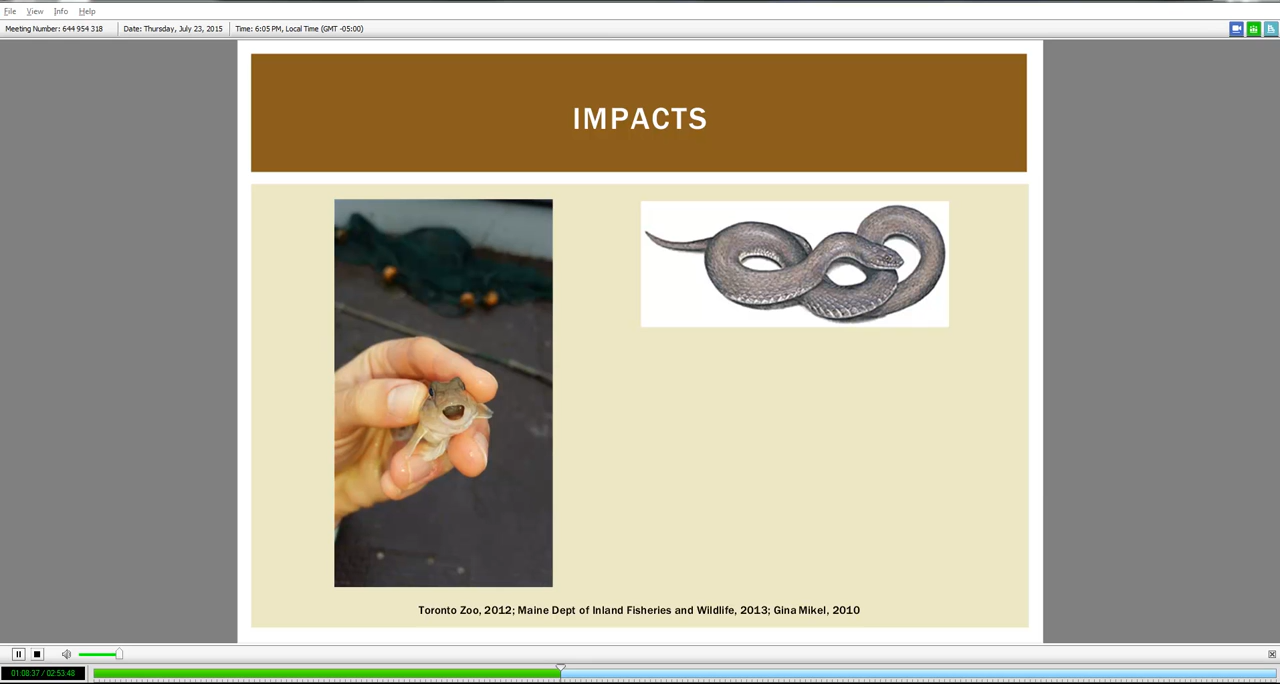 File View Info Help
Meeting Number: 644 954 318 Date: Thursday, July 23, 2015 Time: 6:05 PM, Local Time (GMT -05:00)
IMPACTS
Toronto Zoo, 2012; Maine Dept of Inland Fisheries and Wildlife, 2013; Gina Mikel, 2010
01:08:37 / 02:53:48